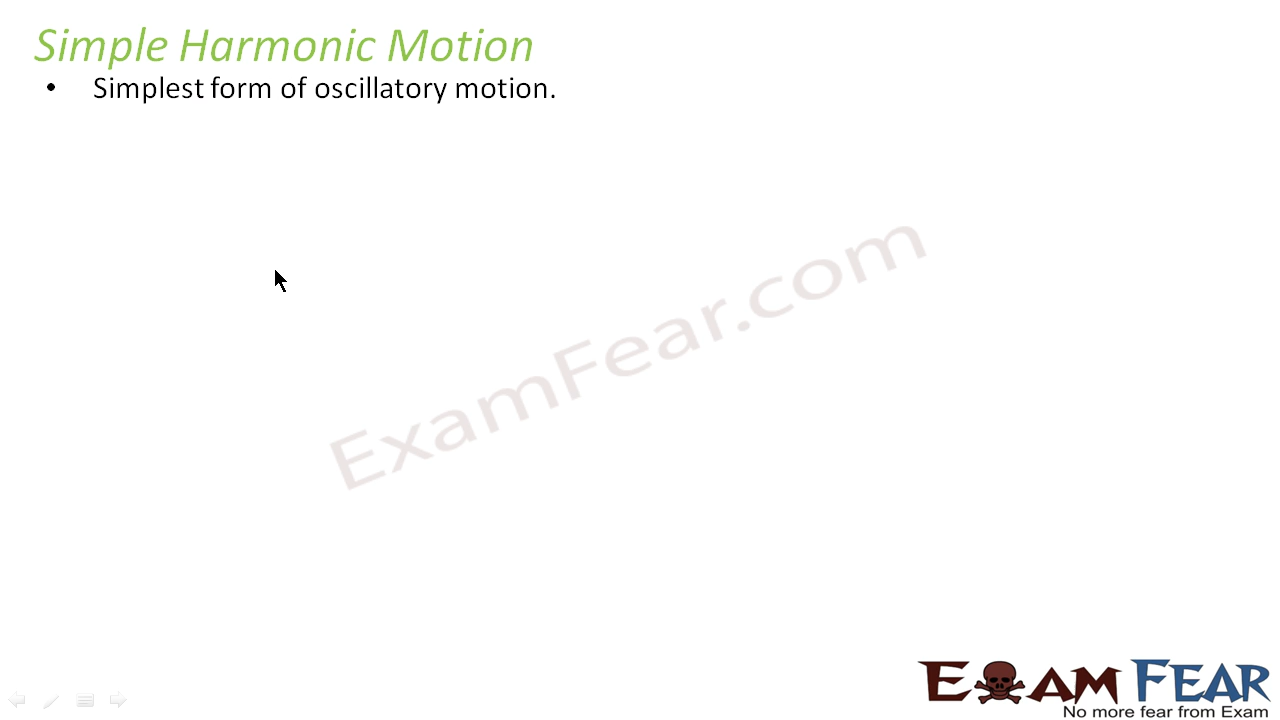 Simple Harmonic Motion
• Simplest form of oscillatory motion.
ExamFear.com
EXAM FEAR
No more fear from Exam